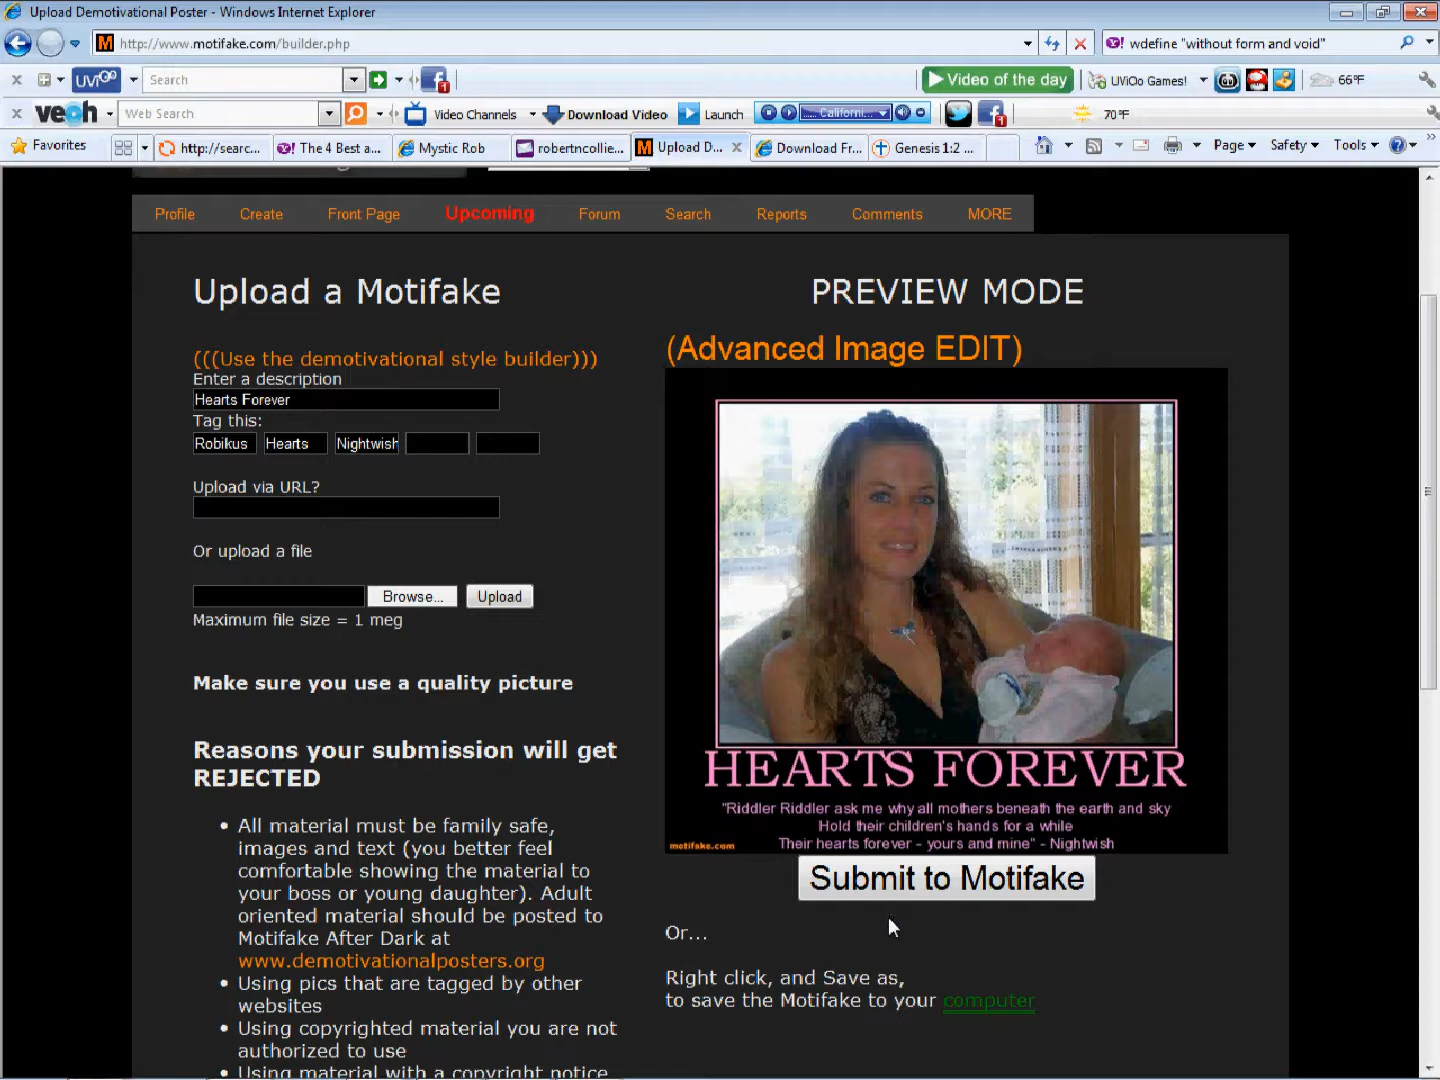 Upload Demotivational Poster - Windows Internet Explorer
http://www.motifake.com/builder.php
wdefine "without form and void"
UViOo Search
Video of the day UViOo Games! 66°F
veoh Web Search Video Channels Download Video Launch ..... Californi... 1 70°F
Favorites http://searc... The 4 Best a... Mystic Rob robertncollie... Upload D... Download Fr... Genesis 1:2 ... Page Safety Tools
Profile Create Front Page Upcoming Forum Search Reports Comments MORE
Upload a Motifake
(((Use the demotivational style builder)))
Enter a description
Hearts Forever
Tag this:
Robikus Hearts Nightwish
Upload via URL?
Or upload a file
Browse... Upload
Maximum file size = 1 meg
Make sure you use a quality picture
Reasons your submission will get
REJECTED
• All material must be family safe,
images and text (you better feel
comfortable showing the material to
your boss or young daughter). Adult
oriented material should be posted to
Motifake After Dark at
www.demotivationalposters.org
• Using pics that are tagged by other
websites
• Using copyrighted material you are not
authorized to use
• Using material with a copyright notice
PREVIEW MODE
(Advanced Image EDIT)
HEARTS FOREVER
"Riddler Riddler ask me why all mothers beneath the earth and sky
Hold their children's hands for a while
Their hearts forever - yours and mine" - Nightwish
motifake.com
Submit to Motifake
Or...
Right click, and Save as,
to save the Motifake to your computer